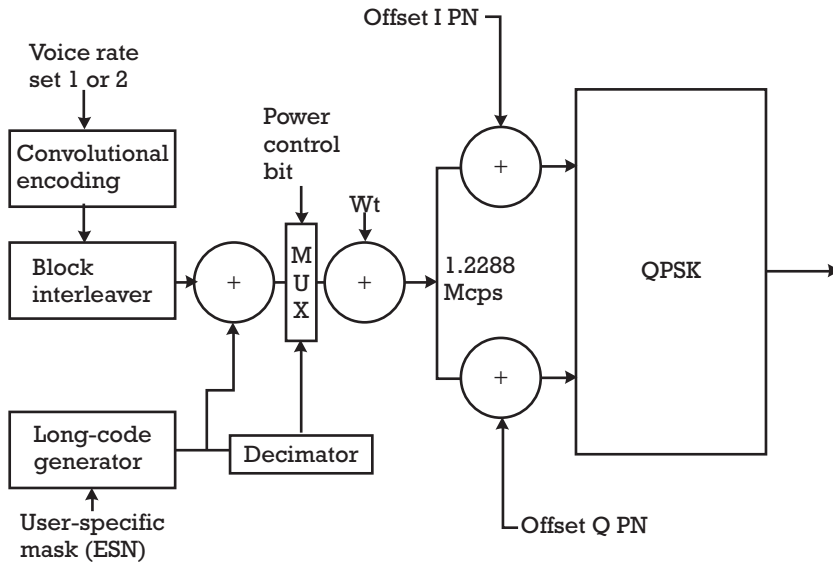 Offset I PN
Voice rate
set 1 or 2
Convolutional
encoding
Power
control
bit
Wt
+
Block
interleaver
+
M
U
X
+
1.2288
Mcps
QPSK
+
Long-code
generator
Decimator
User-specific
mask (ESN)
Offset Q PN